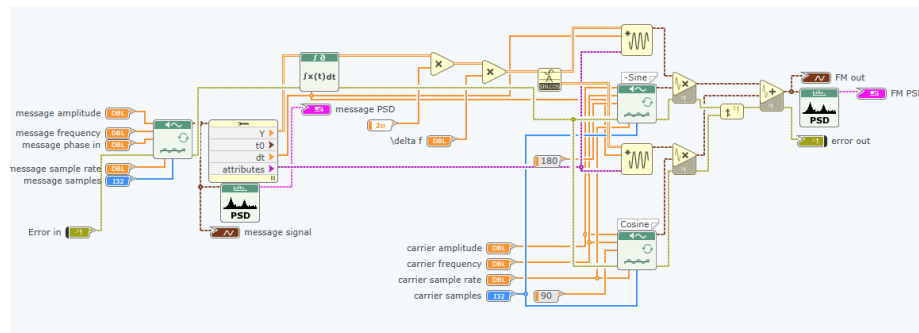 ∫∂
∫x(t)dt
-Sine
SINCOS
FM out
message amplitude DBL
message PSD
PSD
FM PSD
message frequency DBL
Y
2π
message phase in DBL
t0
\delta f DBL
error out
dt
message sample rate DBL
attributes
180
message samples I32
PSD
Error in
message signal
Cosine
carrier amplitude DBL
carrier frequency DBL
carrier sample rate DBL
carrier samples I32
90